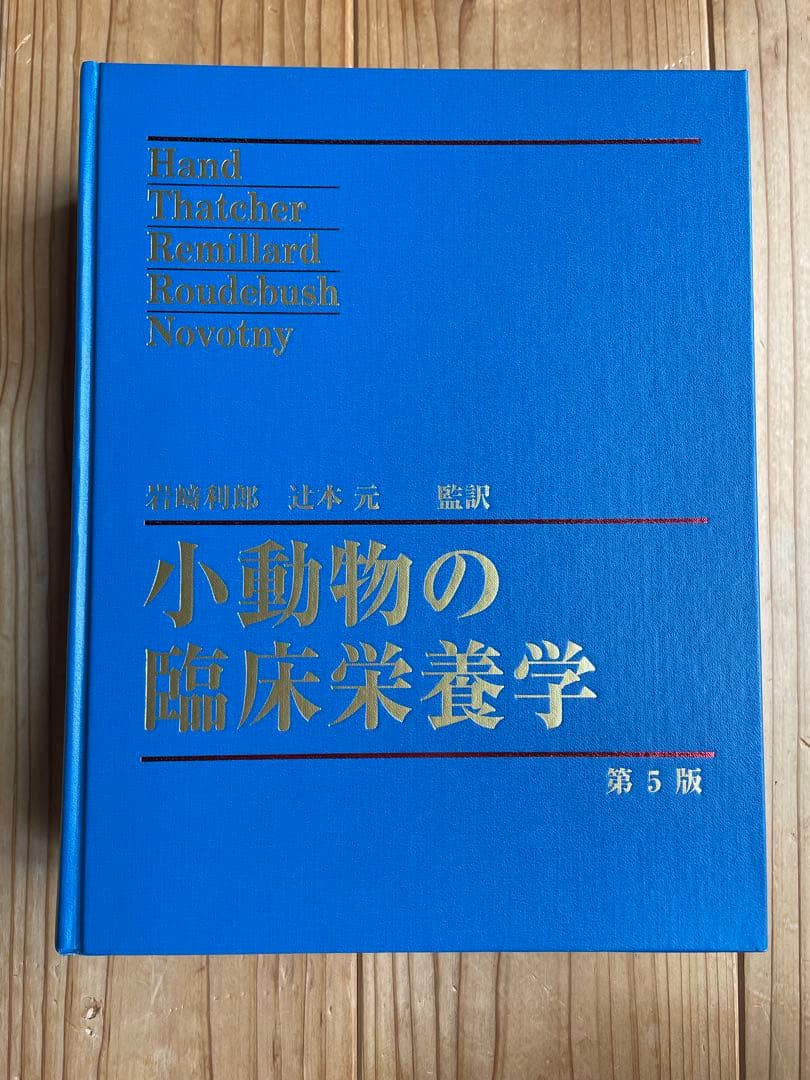 Hand
Thatcher
Remillard
Roudebush
Novotny
岩﨑利郎 辻本 元 監訳
小動物の
臨床栄養学
第 5 版